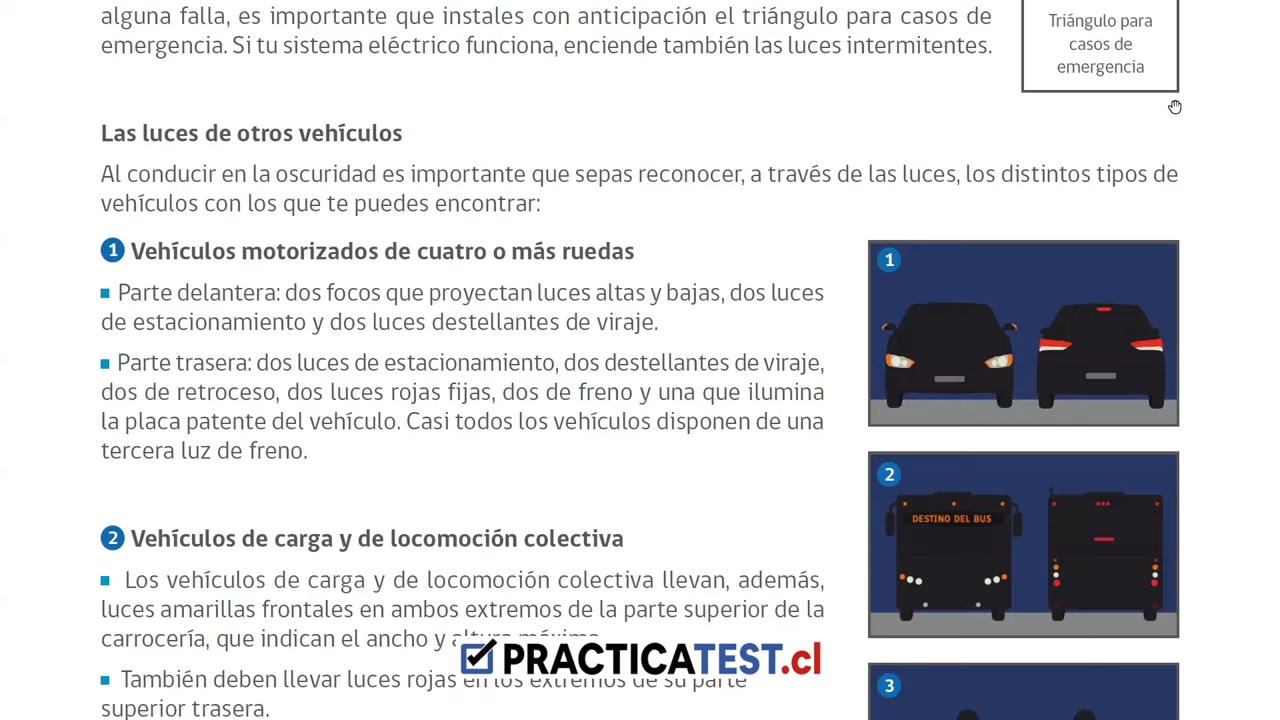 alguna falla, es importante que instales con anticipación el triángulo para casos de
emergencia. Si tu sistema eléctrico funciona, enciende también las luces intermitentes.
Triángulo para
casos de
emergencia
Las luces de otros vehículos
Al conducir en la oscuridad es importante que sepas reconocer, a través de las luces, los distintos tipos de
vehículos con los que te puedes encontrar:
1 Vehículos motorizados de cuatro o más ruedas
Parte delantera: dos focos que proyectan luces altas y bajas, dos luces
de estacionamiento y dos luces destellantes de viraje.
Parte trasera: dos luces de estacionamiento, dos destellantes de viraje,
dos de retroceso, dos luces rojas fijas, dos de freno y una que ilumina
la placa patente del vehículo. Casi todos los vehículos disponen de una
tercera luz de freno.
1
2 Vehículos de carga y de locomoción colectiva
Los vehículos de carga y de locomoción colectiva llevan, además,
luces amarillas frontales en ambos extremos de la parte superior de la
carrocería, que indican el ancho y altura máxima.
También deben llevar luces rojas en los extremos de su parte
superior trasera.
2
DESTINO DEL BUS
3
PRACTICATEST.cl